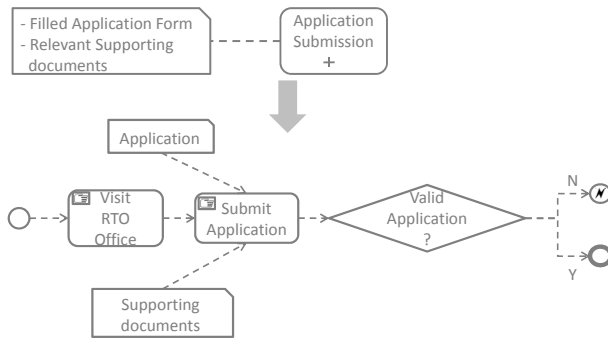 - Filled Application Form
- Relevant Supporting
documents
Application
Submission
+
Application
Visit
RTO
Office
Submit
Application
Valid
Application
?
N
Y
Supporting
documents